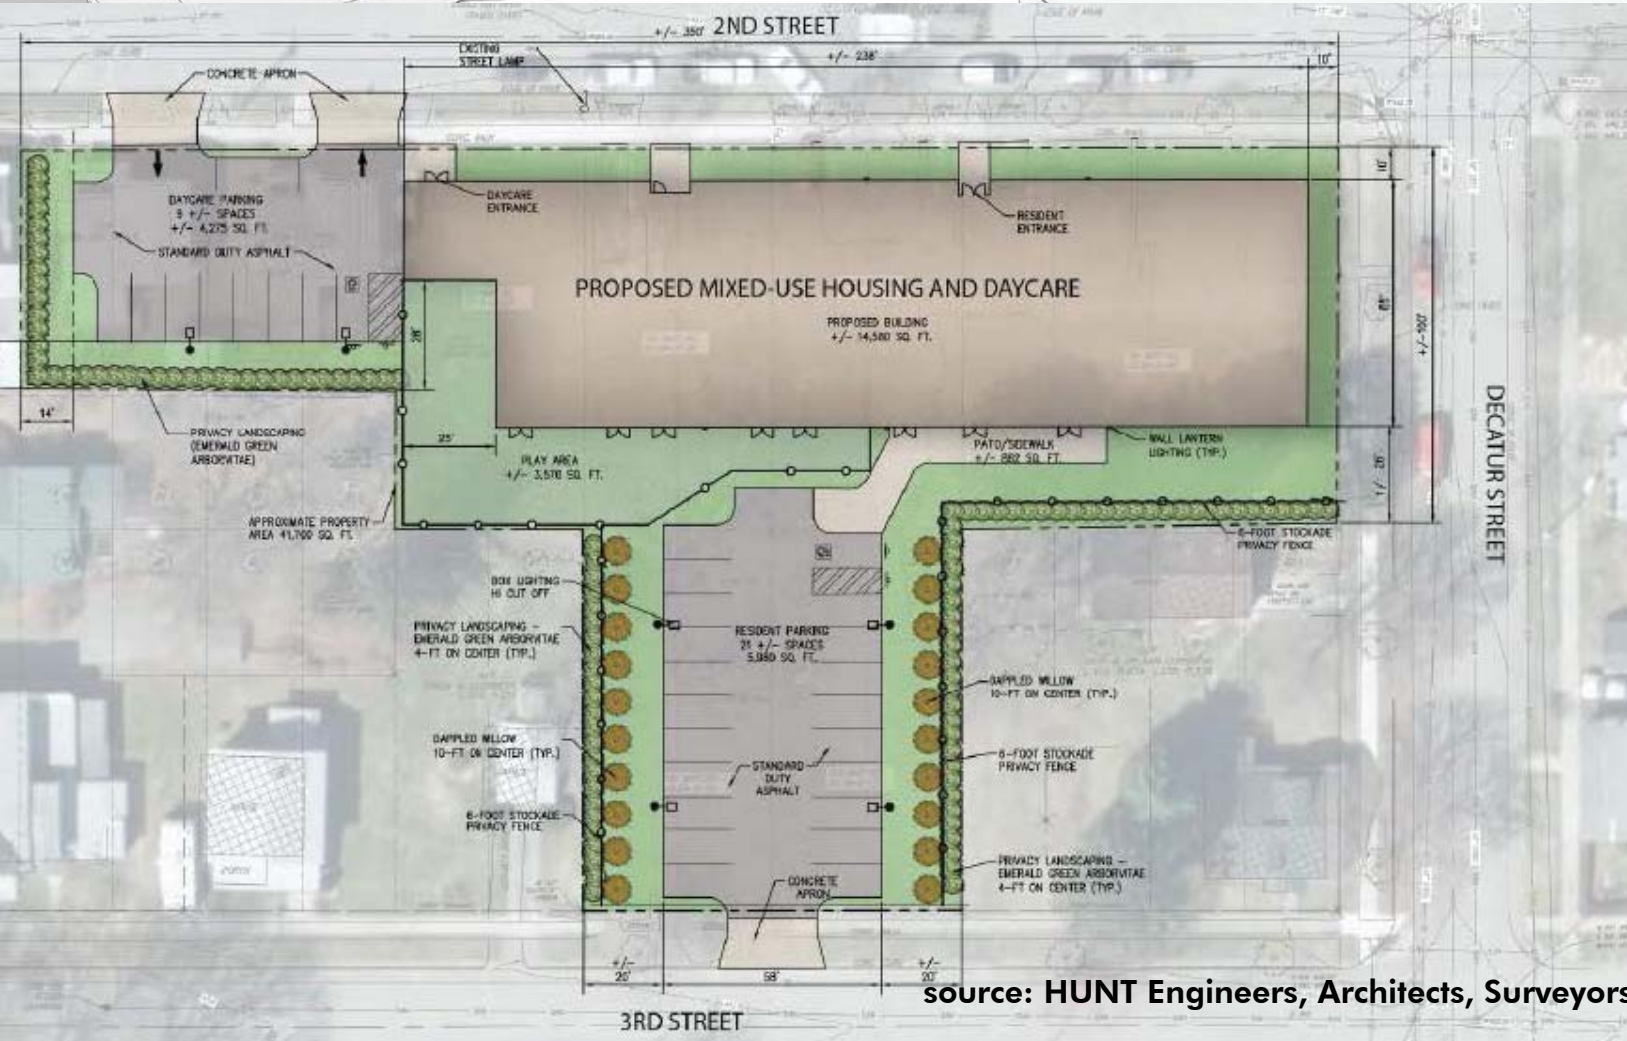 2ND STREET
+/- 350'
+/- 238'
10'
EXISTING
STREET LAMP
CONCRETE APRON
DAYCARE PARKING
9 +/- SPACES
+/- 4,275 SQ. FT.
STANDARD DUTY ASPHALT
DAYCARE
ENTRANCE
RESIDENT
ENTRANCE
10'
PROPOSED MIXED-USE HOUSING AND DAYCARE
PROPOSED BUILDING
+/- 14,560 SQ. FT.
28'
+/-100'
14'
25'
PRIVACY LANDSCAPING
(EMERALD GREEN
ARBORVITAE)
PLAY AREA
+/- 3,570 SQ. FT.
PATIO/SIDEWALK
+/- 882 SQ. FT.
WALL LANTERN
LIGHTING (TYP.)
+/- 26'
DECATUR STREET
APPROXIMATE PROPERTY
AREA 41,700 SQ. FT.
6-FOOT STOCKADE
PRIVACY FENCE
BOX LIGHTING
HI CUT OFF
PRIVACY LANDSCAPING -
EMERALD GREEN ARBORVITAE
4-FT ON CENTER (TYP.)
RESIDENT PARKING
21 +/- SPACES
5,980 SQ. FT.
DAPPLED WILLOW
10-FT ON CENTER (TYP.)
DAPPLED WILLOW
10-FT ON CENTER (TYP.)
STANDARD
DUTY
ASPHALT
6-FOOT STOCKADE
PRIVACY FENCE
6-FOOT STOCKADE
PRIVACY FENCE
CONCRETE
APRON
PRIVACY LANDSCAPING -
EMERALD GREEN ARBORVITAE
4-FT ON CENTER (TYP.)
+/-
20'
58'
+/-
20'
source: HUNT Engineers, Architects, Surveyors
3RD STREET